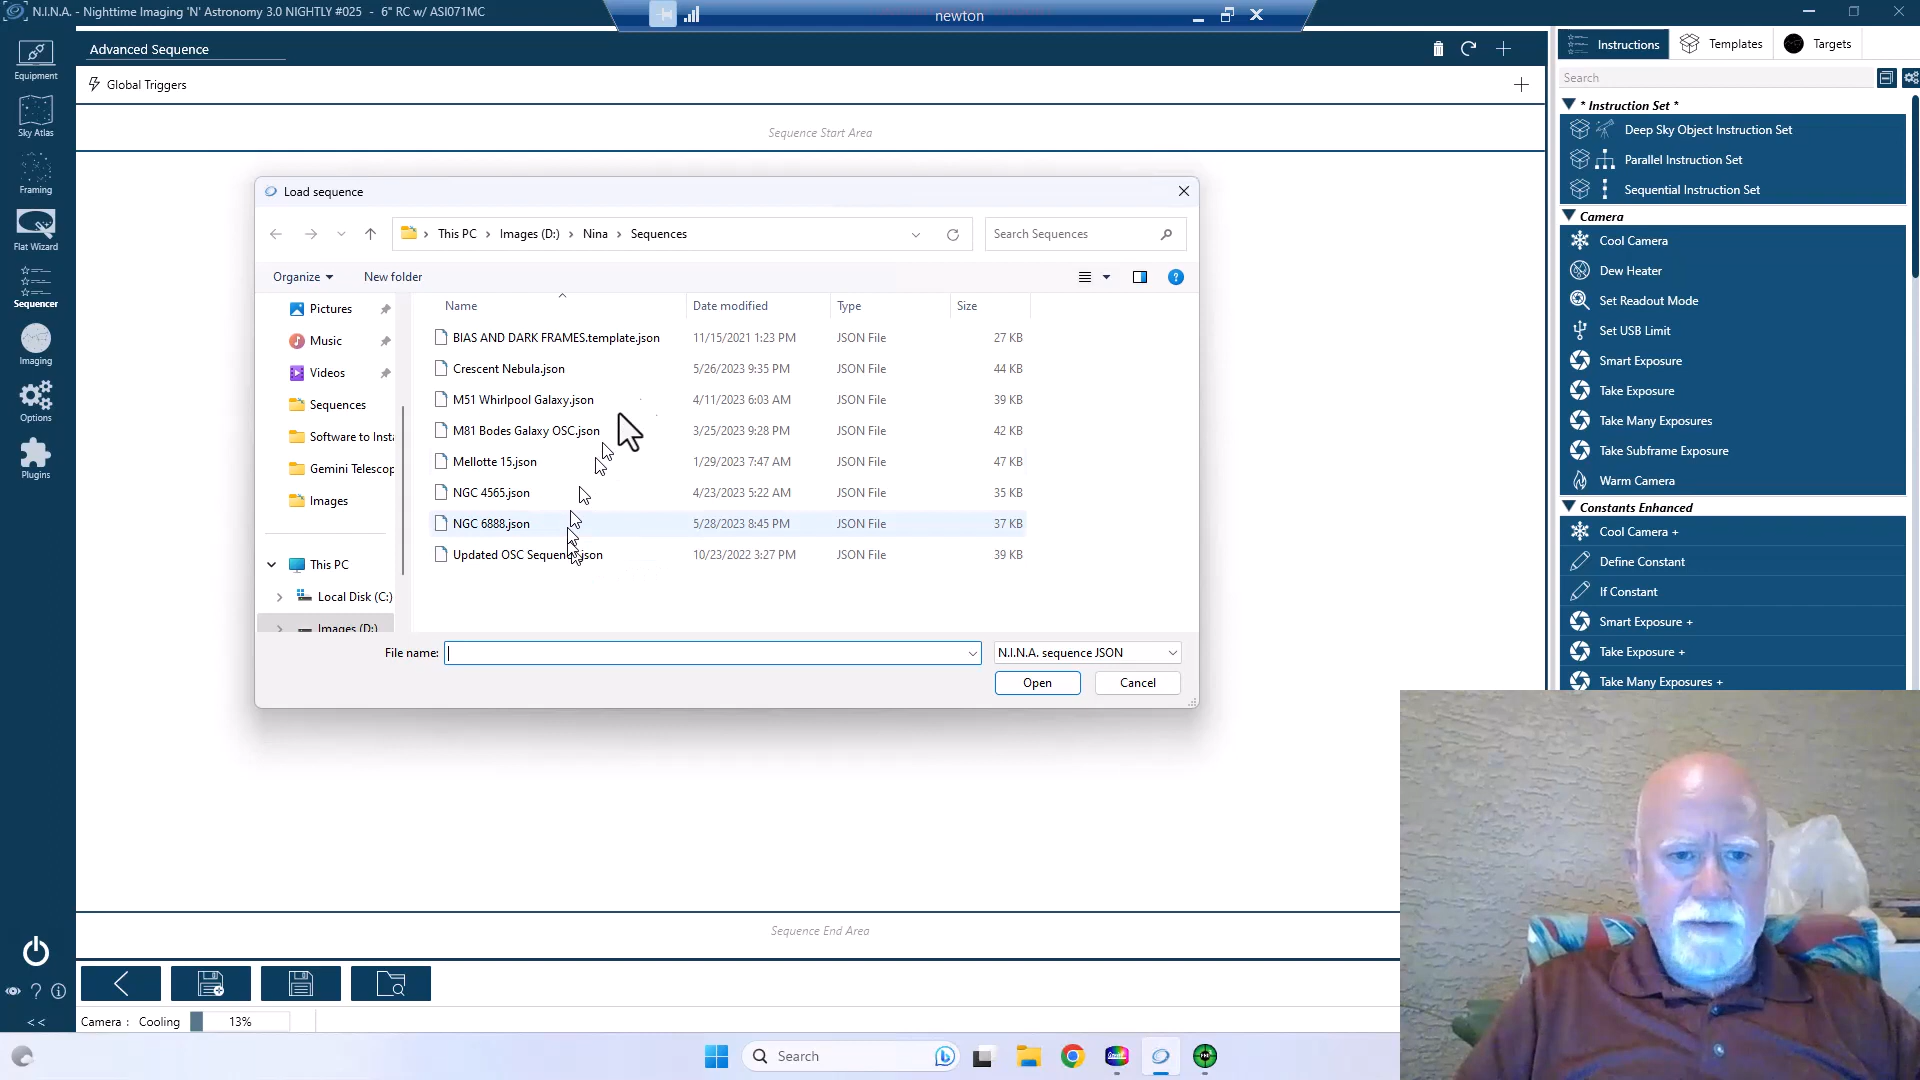 N.I.N.A. - Nighttime Imaging 'N' Astronomy 3.0 NIGHTLY #025 - 6" RC w/ ASI071MC
newton
Equipment
Sky Atlas
Framing
Flat Wizard
Sequencer
Imaging
Options
Plugins
Advanced Sequence
Global Triggers
Sequence Start Area
Load sequence
This PC > Images (D:) > Nina > Sequences
Search Sequences
Organize
New folder
Pictures
Music
Videos
Sequences
Software to Insta
Gemini Telescop
Images
This PC
Local Disk (C:)
Images (D:)
Name Date modified Type Size
BIAS AND DARK FRAMES.template.json 11/15/2021 1:23 PM JSON File 27 KB
Crescent Nebula.json 5/26/2023 9:35 PM JSON File 44 KB
M51 Whirlpool Galaxy.json 4/11/2023 6:03 AM JSON File 39 KB
M81 Bodes Galaxy OSC.json 3/25/2023 9:28 PM JSON File 42 KB
Mellotte 15.json 1/29/2023 7:47 AM JSON File 47 KB
NGC 4565.json 4/23/2023 5:22 AM JSON File 35 KB
NGC 6888.json 5/28/2023 8:45 PM JSON File 37 KB
Updated OSC Sequence.json 10/23/2022 3:27 PM JSON File 39 KB
File name:
N.I.N.A. sequence JSON
Open
Cancel
Sequence End Area
Instructions
Templates
Targets
Search
* Instruction Set *
Deep Sky Object Instruction Set
Parallel Instruction Set
Sequential Instruction Set
Camera
Cool Camera
Dew Heater
Set Readout Mode
Set USB Limit
Smart Exposure
Take Exposure
Take Many Exposures
Take Subframe Exposure
Warm Camera
Constants Enhanced
Cool Camera +
Define Constant
If Constant
Smart Exposure +
Take Exposure +
Take Many Exposures +
<<
Camera : Cooling 13%
Search